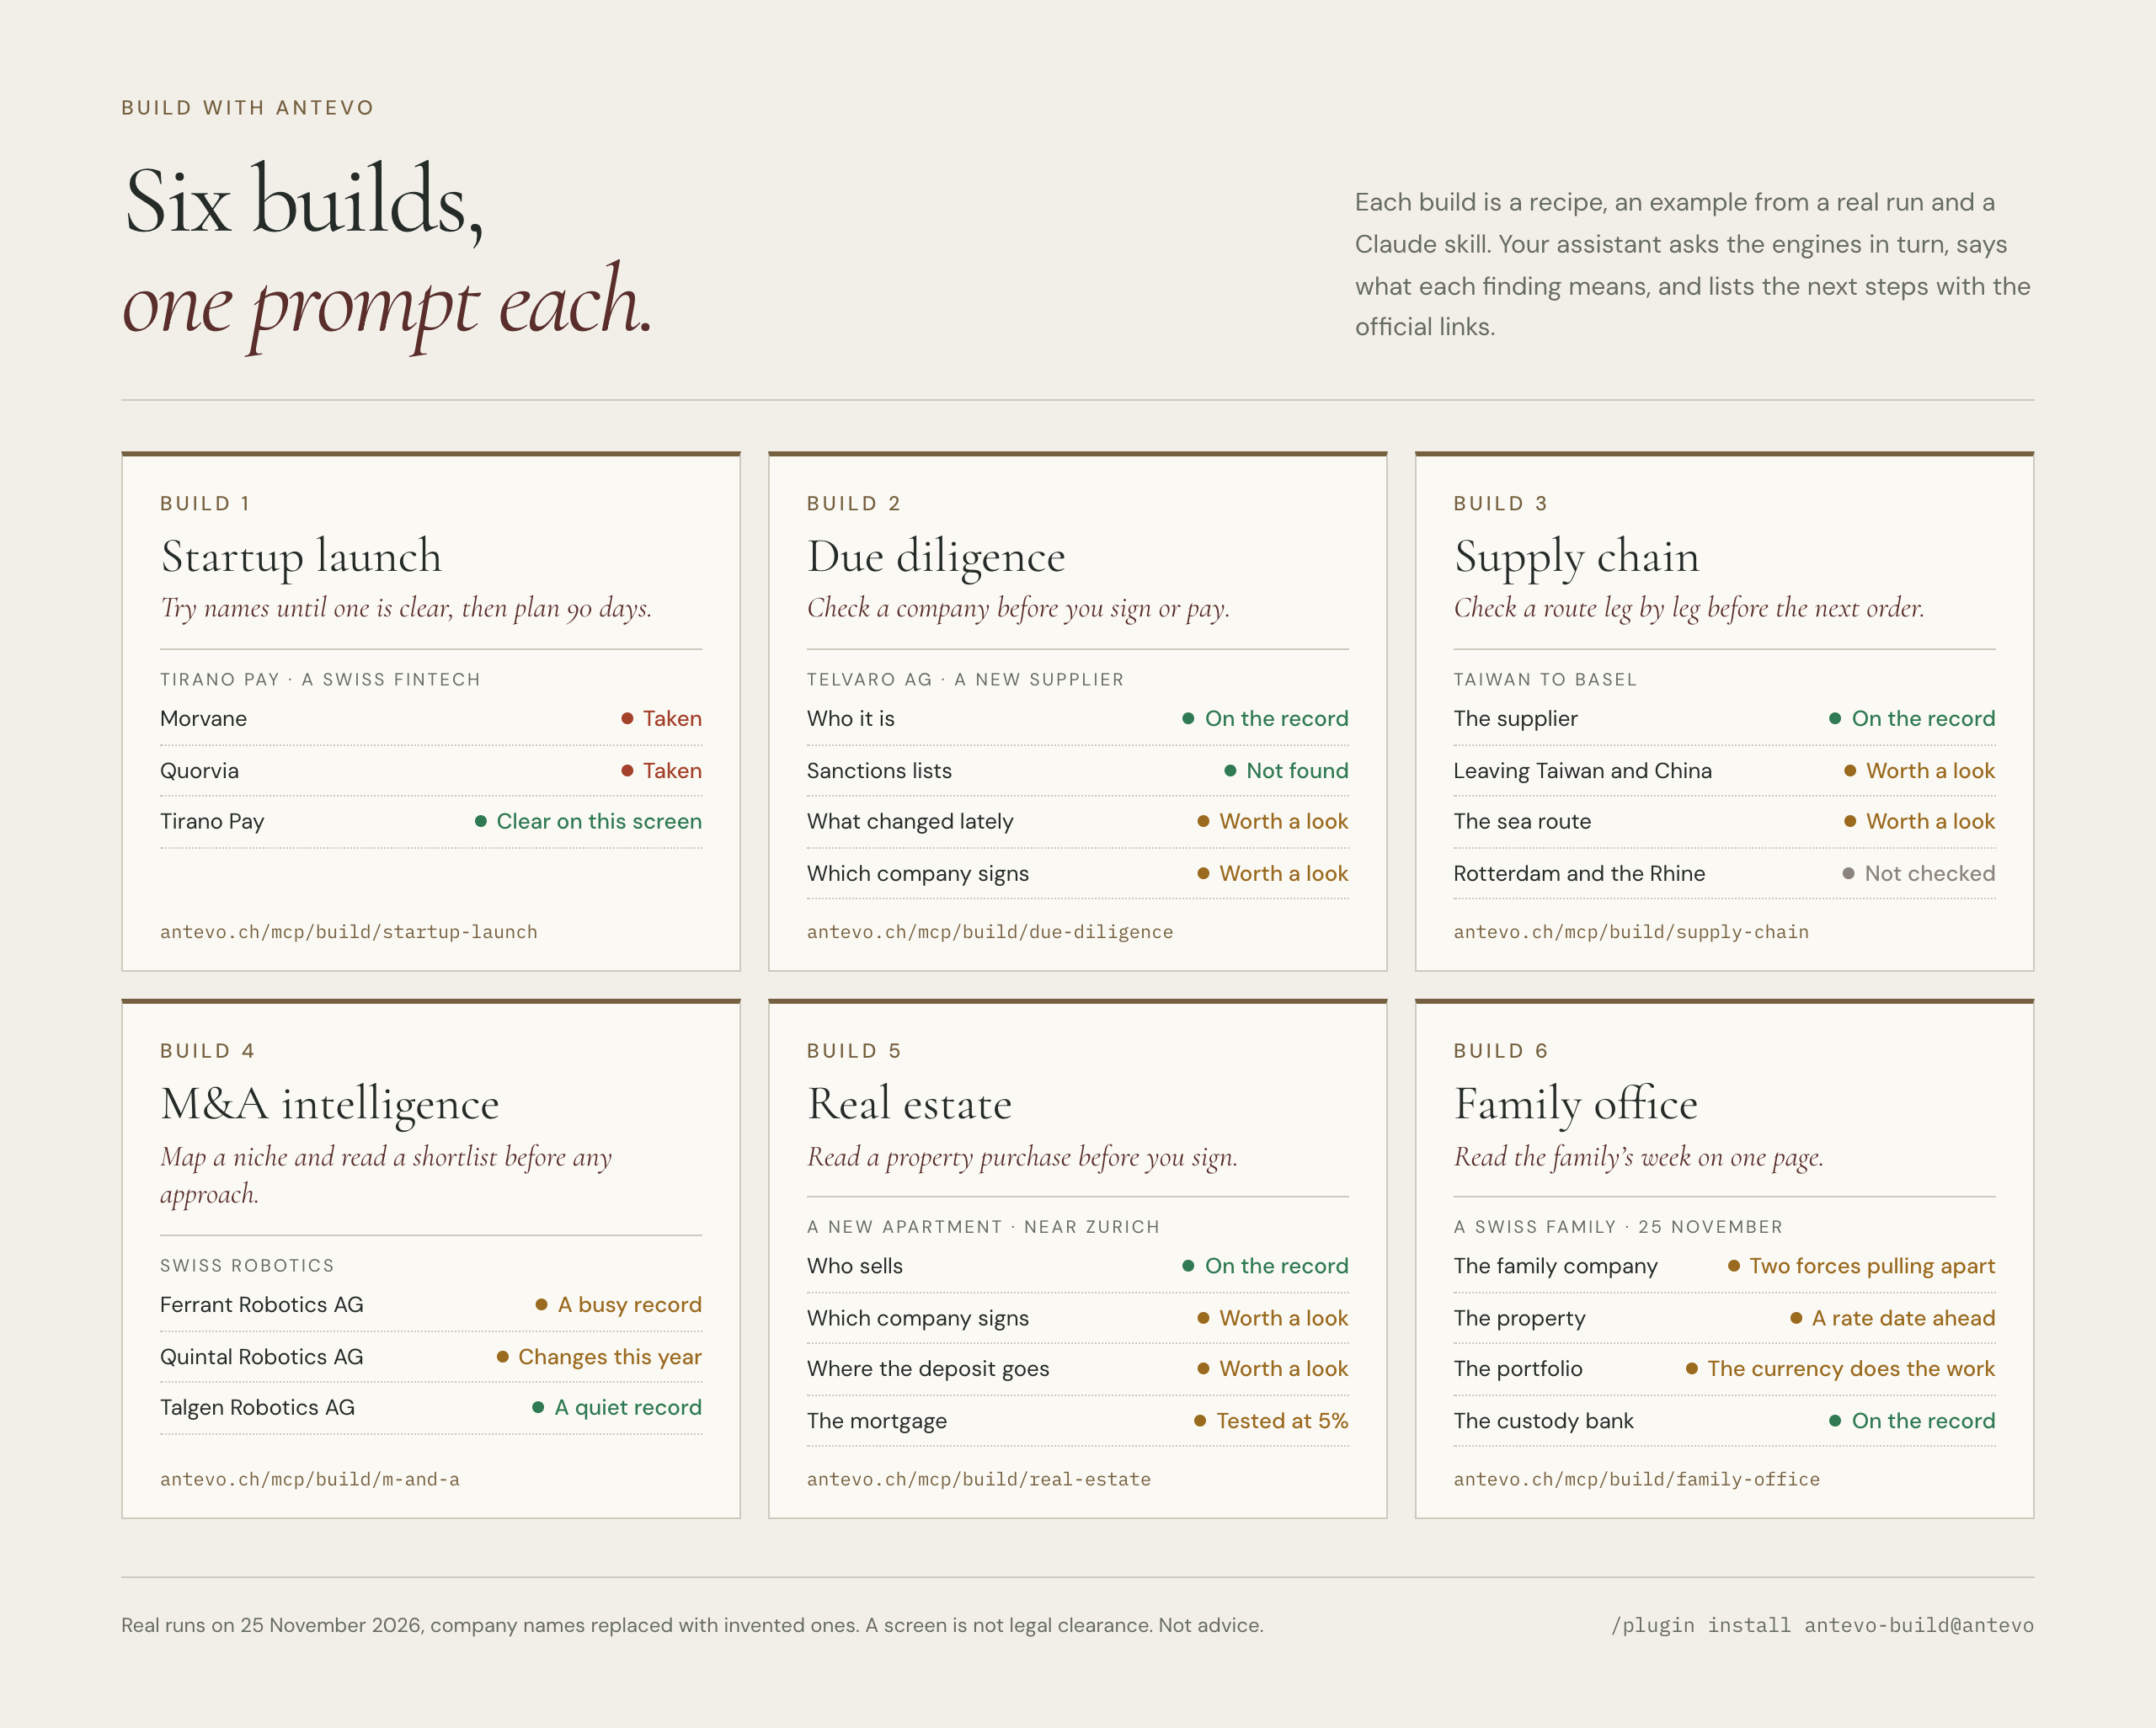 BUILD WITH ANTEVO
Six builds,
one prompt each.
Each build is a recipe, an example from a real run and a
Claude skill. Your assistant asks the engines in turn, says
what each finding means, and lists the next steps with the
official links.
BUILD 1
Startup launch
Try names until one is clear, then plan 90 days.
TIRANO PAY · A SWISS FINTECH
Morvane ● Taken
Quorvia ● Taken
Tirano Pay ● Clear on this screen
antevo.ch/mcp/build/startup-launch
BUILD 2
Due diligence
Check a company before you sign or pay.
TELVARO AG · A NEW SUPPLIER
Who it is ● On the record
Sanctions lists ● Not found
What changed lately ● Worth a look
Which company signs ● Worth a look
antevo.ch/mcp/build/due-diligence
BUILD 3
Supply chain
Check a route leg by leg before the next order.
TAIWAN TO BASEL
The supplier ● On the record
Leaving Taiwan and China ● Worth a look
The sea route ● Worth a look
Rotterdam and the Rhine ● Not checked
antevo.ch/mcp/build/supply-chain
BUILD 4
M&A intelligence
Map a niche and read a shortlist before any
approach.
SWISS ROBOTICS
Ferrant Robotics AG ● A busy record
Quintal Robotics AG ● Changes this year
Talgen Robotics AG ● A quiet record
antevo.ch/mcp/build/m-and-a
BUILD 5
Real estate
Read a property purchase before you sign.
A NEW APARTMENT · NEAR ZURICH
Who sells ● On the record
Which company signs ● Worth a look
Where the deposit goes ● Worth a look
The mortgage ● Tested at 5%
antevo.ch/mcp/build/real-estate
BUILD 6
Family office
Read the family’s week on one page.
A SWISS FAMILY · 25 NOVEMBER
The family company ● Two forces pulling apart
The property ● A rate date ahead
The portfolio ● The currency does the work
The custody bank ● On the record
antevo.ch/mcp/build/family-office
Real runs on 25 November 2026, company names replaced with invented ones. A screen is not legal clearance. Not advice.
/plugin install antevo-build@antevo